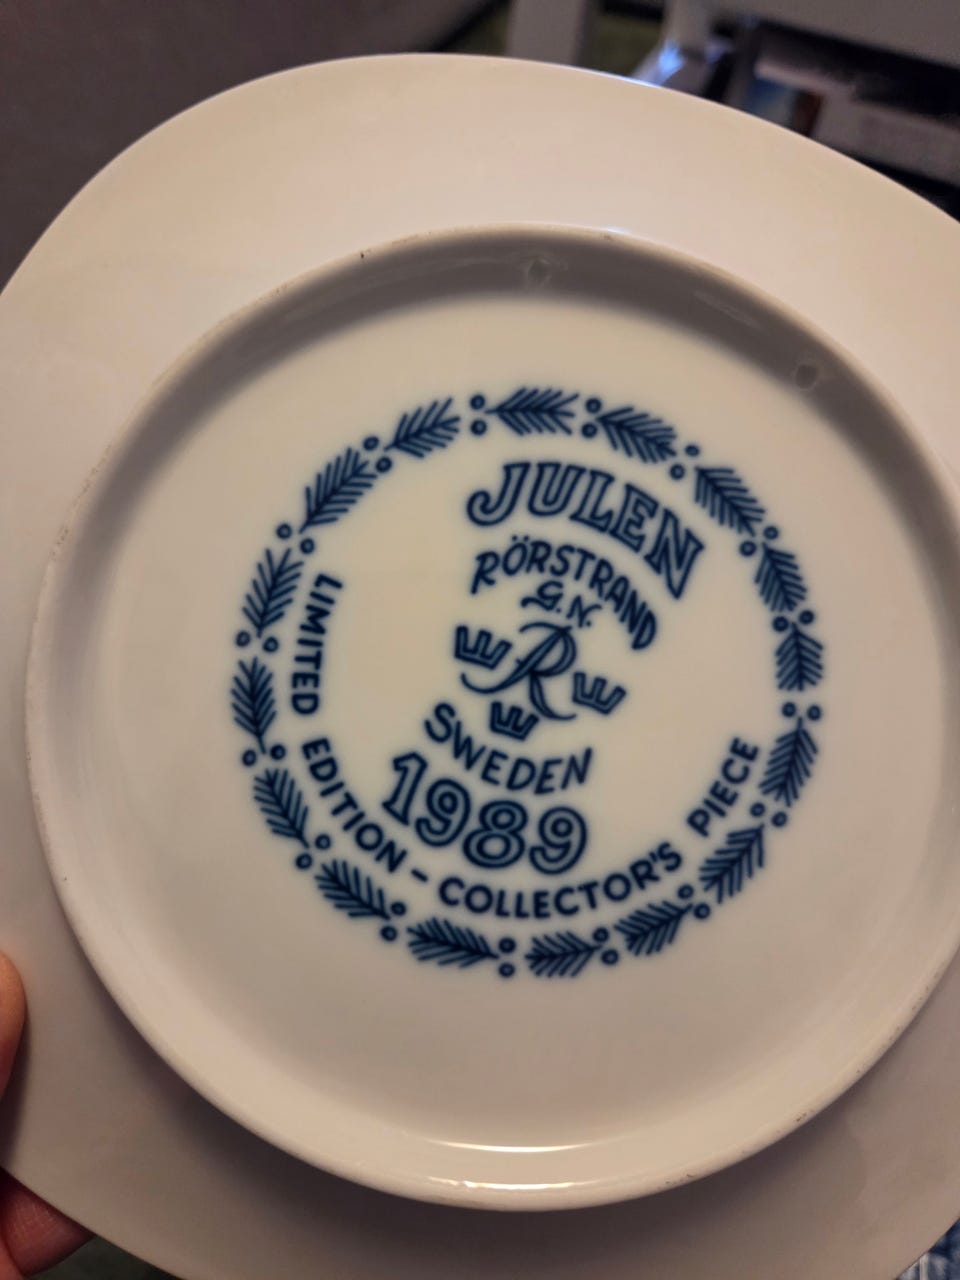 JULEN
RÖRSTRAND
G.N.
R
SWEDEN
1989
LIMITED EDITION - COLLECTOR'S PIECE